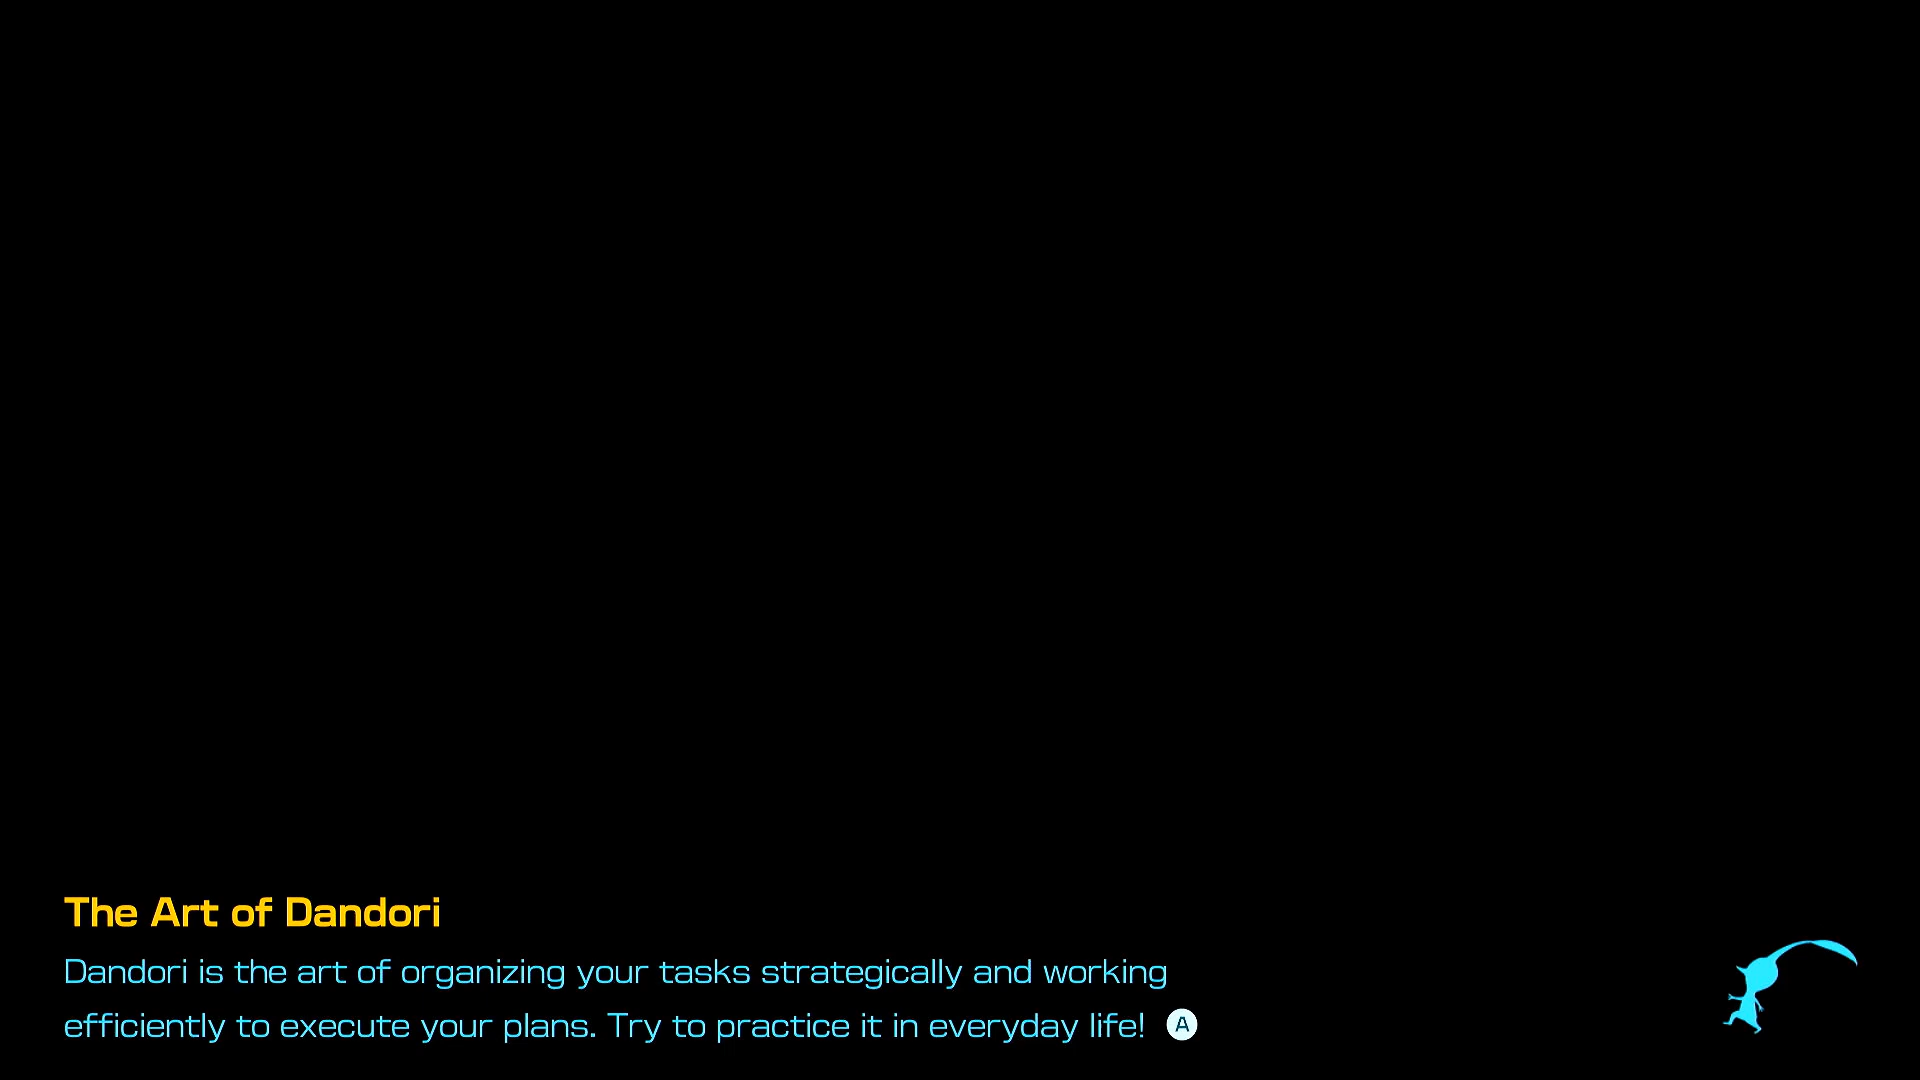 The Art of Dandori
Dandori is the art of organizing your tasks strategically and working
efficiently to execute your plans. Try to practice it in everyday life! A